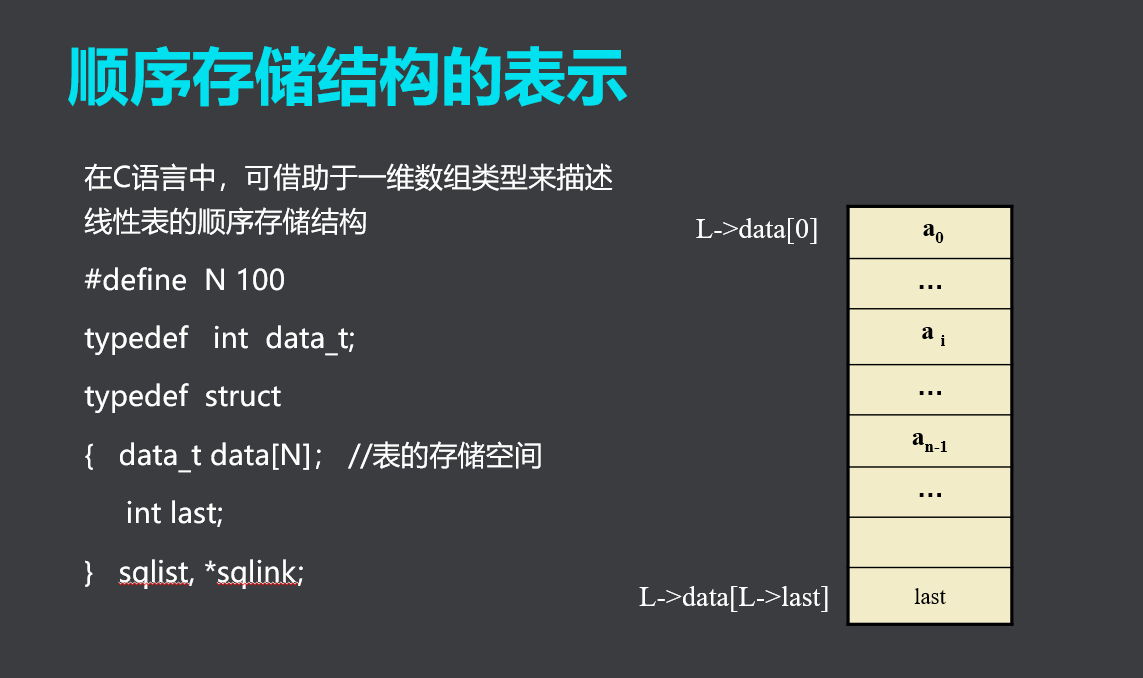 顺序存储结构的表示
在C语言中，可借助于一维数组类型来描述
线性表的顺序存储结构
#define  N 100
typedef   int  data_t;
typedef  struct
{   data_t data[N]；  //表的存储空间
int last;
}   sqlist, *sqlink;
L->data[0]
a0
…
a i
…
an-1
…
L->data[L->last]
last